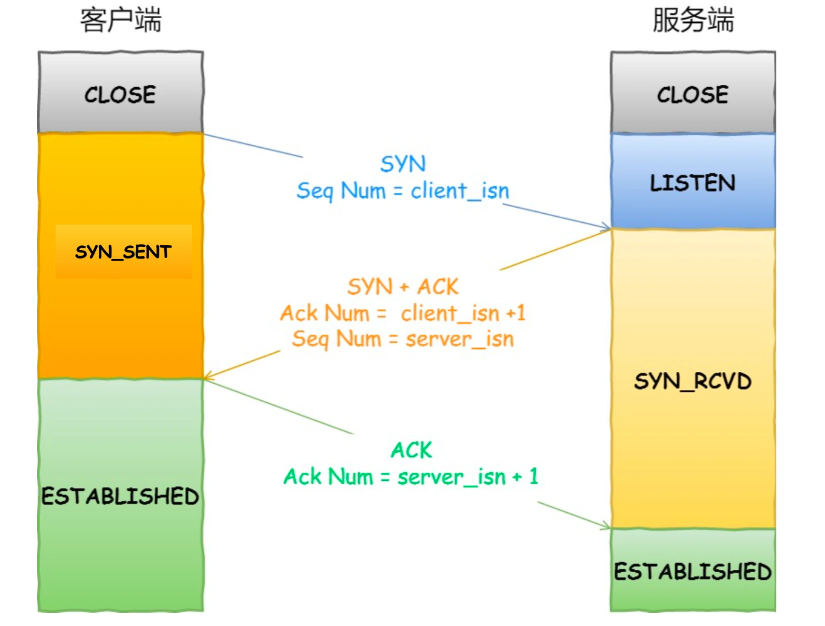 客户端
服务端
CLOSE
CLOSE
SYN
Seq Num = client_isn
LISTEN
SYN_SENT
SYN + ACK
Ack Num = client_isn +1
Seq Num = server_isn
SYN_RCVD
ACK
Ack Num = server_isn + 1
ESTABLISHED
ESTABLISHED